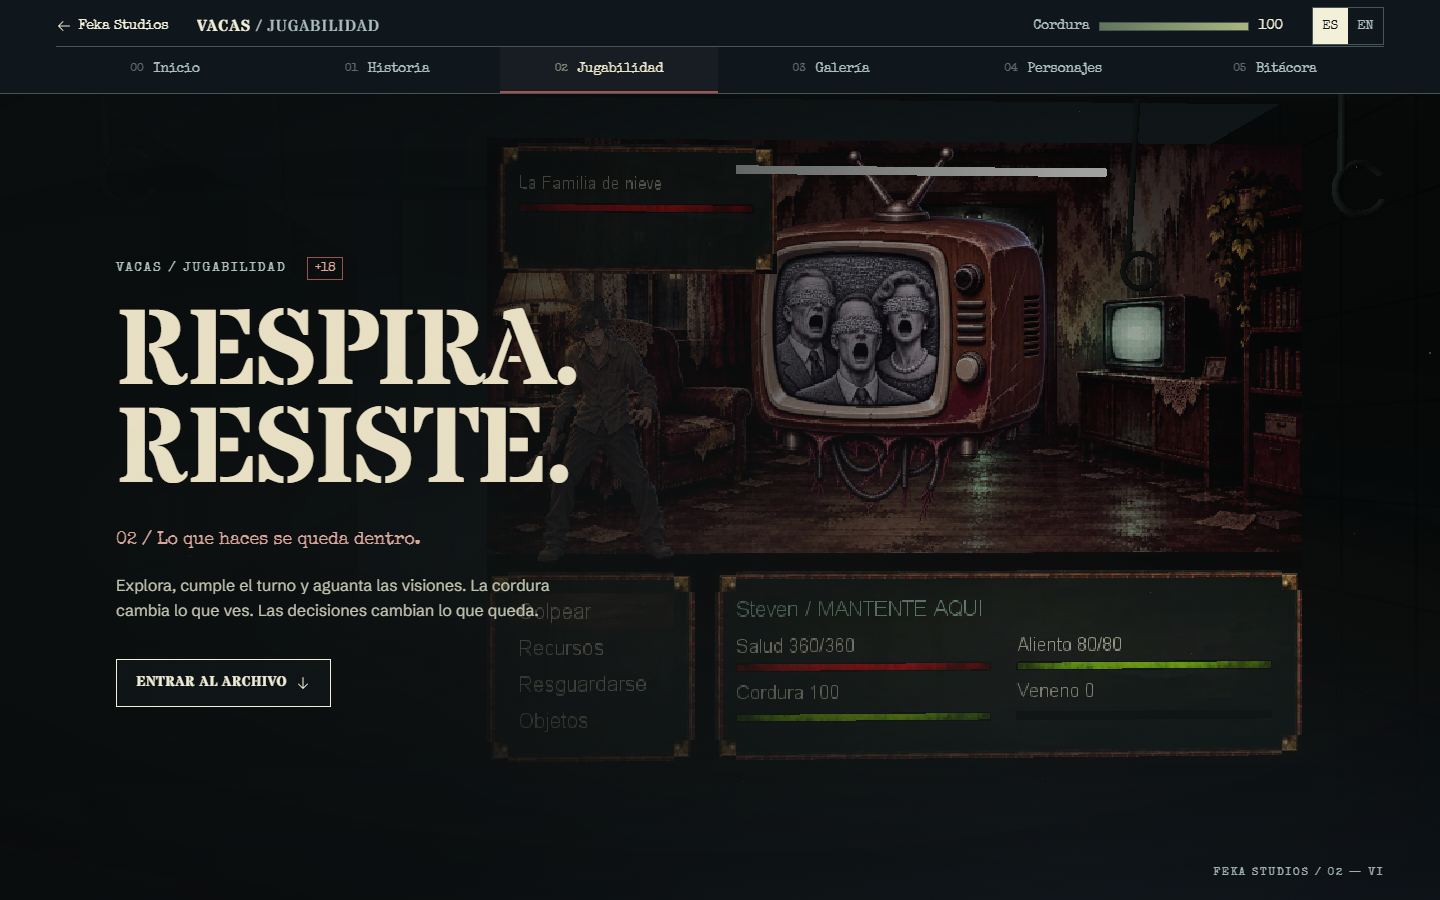 ← Feka Studios VACAS / JUGABILIDAD Cordura 100 ES EN
00 Inicio 01 Historia 02 Jugabilidad 03 Galería 04 Personajes 05 Bitácora
La Familia de nieve
VACAS / JUGABILIDAD +18
RESPIRA.
RESISTE.
02 / Lo que haces se queda dentro.
Explora, cumple el turno y aguanta las visiones. La cordura
cambia lo que ves. Las decisiones cambian lo que queda.
ENTRAR AL ARCHIVO ↓
Golpear
Recursos
Resguardarse
Objetos
Steven / MANTENTE AQUI
Salud 360/360 Aliento 80/80
Cordura 100 Veneno 0
FEKA STUDIOS / 02 — VI